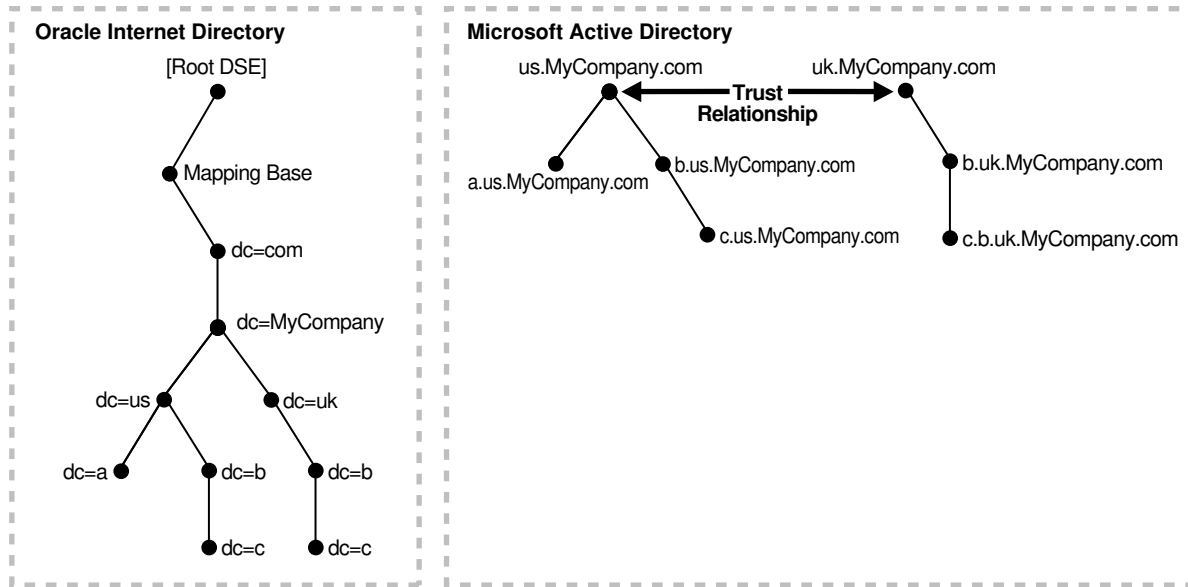 Oracle Internet Directory
[Root DSE]
Mapping Base
dc=com
dc=MyCompany
dc=us
dc=uk
dc=a
dc=b
dc=b
dc=c
dc=c
Microsoft Active Directory
us.MyCompany.com
uk.MyCompany.com
Trust
Relationship
a.us.MyCompany.com
b.us.MyCompany.com
b.uk.MyCompany.com
c.us.MyCompany.com
c.b.uk.MyCompany.com